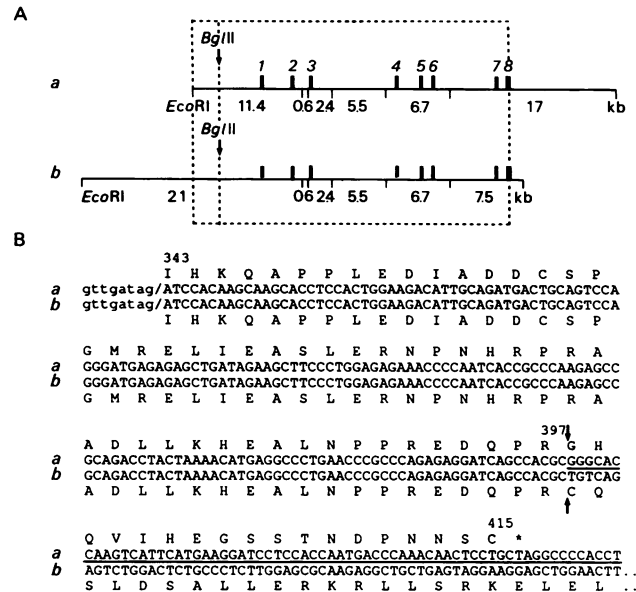 A
BglII
1 2 3 4 5 6 7 8
a
EcoRI 11.4 0.6 2.4 5.5 6.7 17 kb
BglII
b
EcoRI 21 0.6 2.4 5.5 6.7 7.5 kb
B
343
I H K Q A P P L E D I A D D C S P
a gttgatag/ATCCACAAGCAAGCACCTCCACTGGAAGACATTGCAGATGACTGCAGTCCA
b gttgatag/ATCCACAAGCAAGCACCTCCACTGGAAGACATTGCAGATGACTGCAGTCCA
I H K Q A P P L E D I A D D C S P
G M R E L I E A S L E R N P N H R P R A
a GGGATGAGAGAGCTGATAGAAGCTTCCCTGGAGAGAAACCCCAATCACCGCCCAAGAGCC
b GGGATGAGAGAGCTGATAGAAGCTTCCCTGGAGAGAAACCCCAATCACCGCCCAAGAGCC
G M R E L I E A S L E R N P N H R P R A
397
A D L L K H E A L N P P R E D Q P R G H
a GCAGACCTACTAAAACATGAGGCCCTGAACCCGCCCAGAGAGGATCAGCCACGCGGGCAC
b GCAGACCTACTAAAACATGAGGCCCTGAACCCGCCCAGAGAGGATCAGCCACGCTGTCAG
A D L L K H E A L N P P R E D Q P R C Q
415
Q V I H E G S S T N D P N N S C *
a CAAGTCATTCATGAAGGATCCTCCACCAATGACCCAAACAACTCCTGCTAGGCCCCACCT
b AGTCTGGACTCTGCCCTCTTGGAGCGCAAGAGGCTGCTGAGTAGGAAGGAGCTGGAACTT..
S L D S A L L E R K R L L S R K E L E L